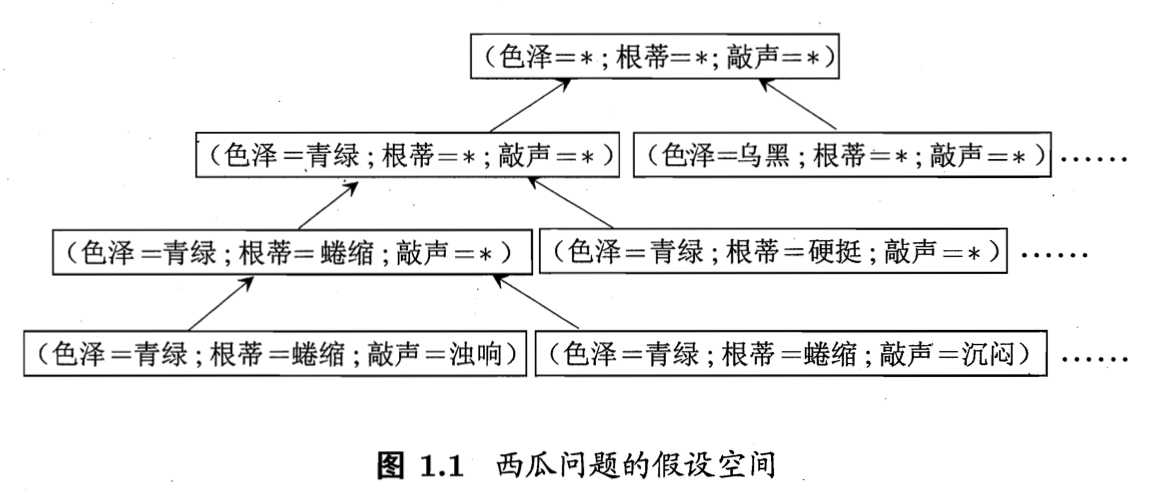 (色泽=*;根蒂=*;敲声=*)
(色泽=青绿;根蒂=*;敲声=*) (色泽=乌黑;根蒂=*;敲声=*) ……
(色泽=青绿;根蒂=蜷缩;敲声=*) (色泽=青绿;根蒂=硬挺;敲声=*) ……
(色泽=青绿;根蒂=蜷缩;敲声=浊响) (色泽=青绿;根蒂=蜷缩;敲声=沉闷) ……
图 1.1 西瓜问题的假设空间